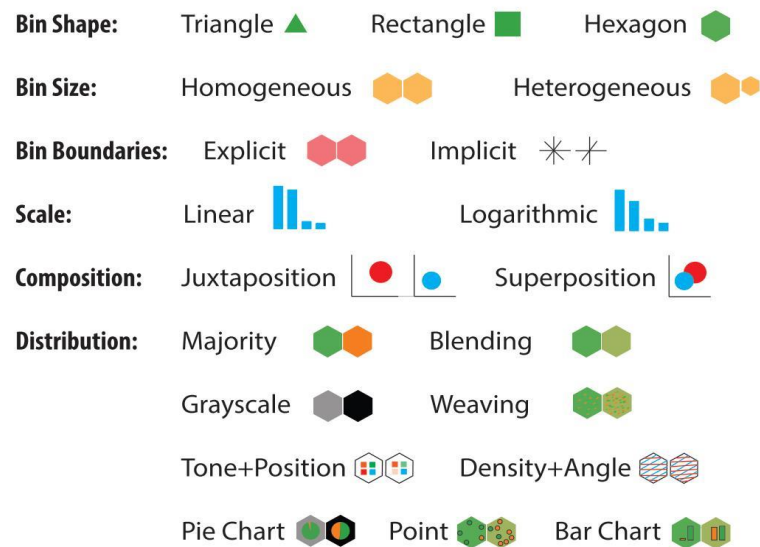 Bin Shape: Triangle Rectangle Hexagon
Bin Size: Homogeneous Heterogeneous
Bin Boundaries: Explicit Implicit
Scale: Linear Logarithmic
Composition: Juxtaposition Superposition
Distribution: Majority Blending
Grayscale Weaving
Tone+Position Density+Angle
Pie Chart Point Bar Chart